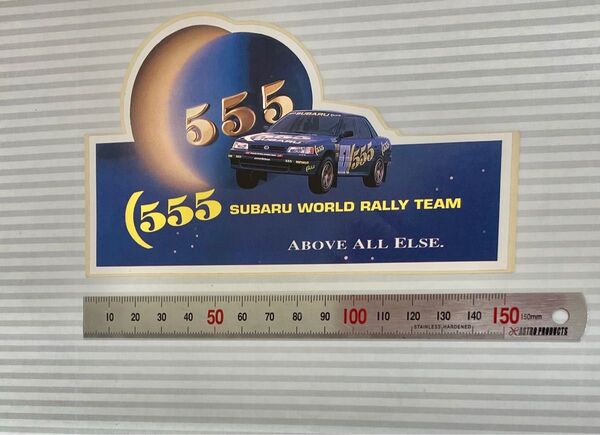 555
SUBARU
555
(555 SUBARU WORLD RALLY TEAM
ABOVE ALL ELSE.
10 20 30 40 50 60 70 80 90 100 110 120 130 140 150 150mm
STAINLESS HARDENED
ASTRO PRODUCTS